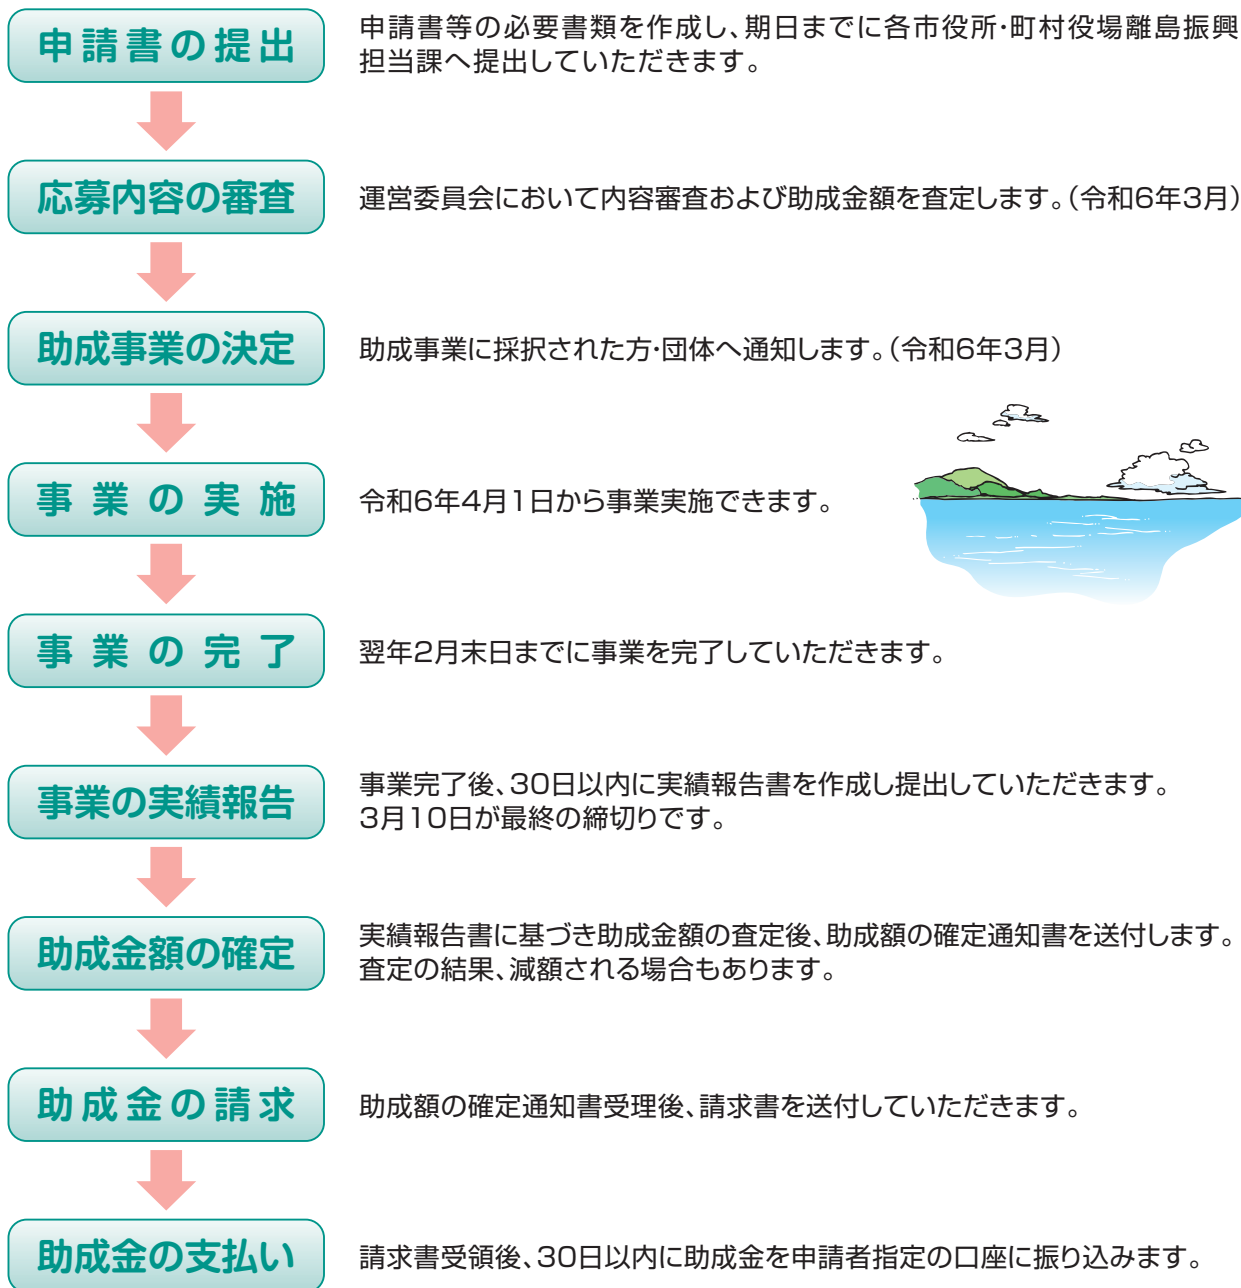 申請書の提出
申請書等の必要書類を作成し、期日までに各市役所・町村役場離島振興
担当課へ提出していただきます。
応募内容の審査
運営委員会において内容審査および助成金額を査定します。（令和6年3月）
助成事業の決定
助成事業に採択された方・団体へ通知します。（令和6年3月）
事業の実施
令和6年4月1日から事業実施できます。
事業の完了
翌年2月末日までに事業を完了していただきます。
事業の実績報告
事業完了後、30日以内に実績報告書を作成し提出していただきます。
3月10日が最終の締切りです。
助成金額の確定
実績報告書に基づき助成金額の査定後、助成額の確定通知書を送付します。
査定の結果、減額される場合もあります。
助成金の請求
助成額の確定通知書受理後、請求書を送付していただきます。
助成金の支払い
請求書受領後、30日以内に助成金を申請者指定の口座に振り込みます。